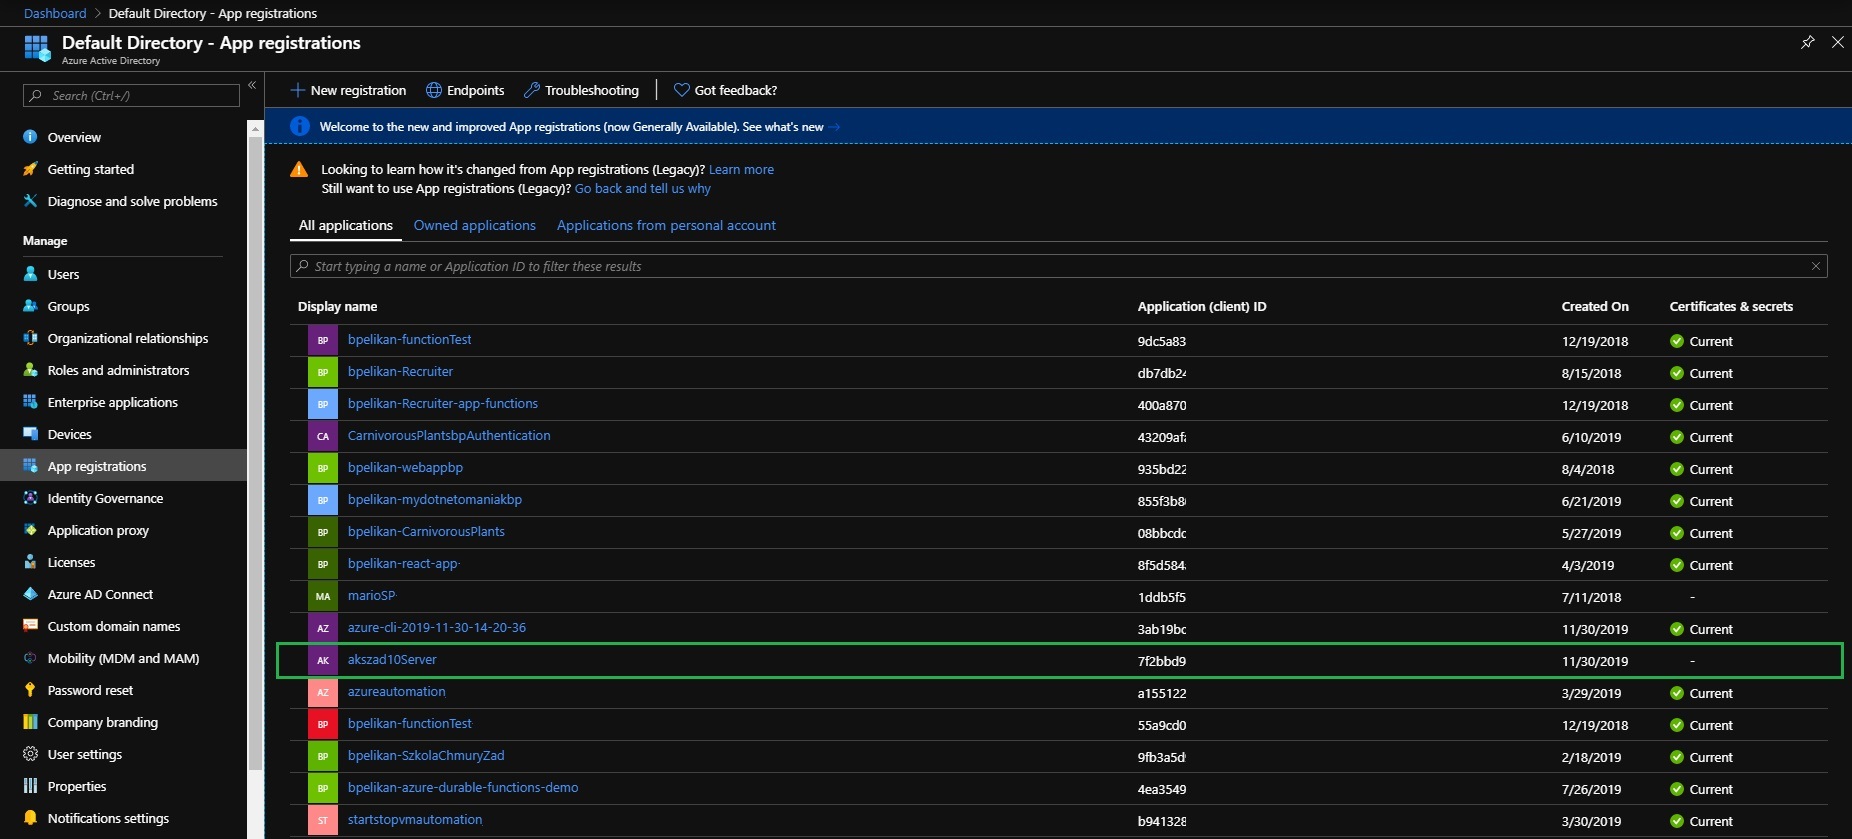 Dashboard > Default Directory - App registrations
Default Directory - App registrations
Azure Active Directory
Search (Ctrl+/)
«
Overview
Getting started
Diagnose and solve problems
Manage
Users
Groups
Organizational relationships
Roles and administrators
Enterprise applications
Devices
App registrations
Identity Governance
Application proxy
Licenses
Azure AD Connect
Custom domain names
Mobility (MDM and MAM)
Password reset
Company branding
User settings
Properties
Notifications settings
New registration Endpoints Troubleshooting Got feedback?
Welcome to the new and improved App registrations (now Generally Available). See what's new →
Looking to learn how it's changed from App registrations (Legacy)? Learn more
Still want to use App registrations (Legacy)? Go back and tell us why
All applications Owned applications Applications from personal account
Start typing a name or Application ID to filter these results
Display name Application (client) ID Created On Certificates & secrets
BP bpelikan-functionTest 9dc5a83 12/19/2018 Current
BP bpelikan-Recruiter db7db24 8/15/2018 Current
BP bpelikan-Recruiter-app-functions 400a870 12/19/2018 Current
CA CarnivorousPlantsbpAuthentication 43209afa 6/10/2019 Current
BP bpelikan-webappbp 935bd22 8/4/2018 Current
BP bpelikan-mydotnetomaniakbp 855f3b8 6/21/2019 Current
BP bpelikan-CarnivorousPlants 08bbcdc 5/27/2019 Current
BP bpelikan-react-app 8f5d584 4/3/2019 Current
MA marioSP 1ddb5f5 7/11/2018 -
AZ azure-cli-2019-11-30-14-20-36 3ab19bc 11/30/2019 Current
AK akszad10Server 7f2bbd9 11/30/2019 -
AZ azureautomation a155122 3/29/2019 Current
BP bpelikan-functionTest 55a9cd0 12/19/2018 Current
BP bpelikan-SzkolaChmuryZad 9fb3a5d 2/18/2019 Current
BP bpelikan-azure-durable-functions-demo 4ea3549 7/26/2019 Current
ST startstopvmautomation b941328 3/30/2019 Current